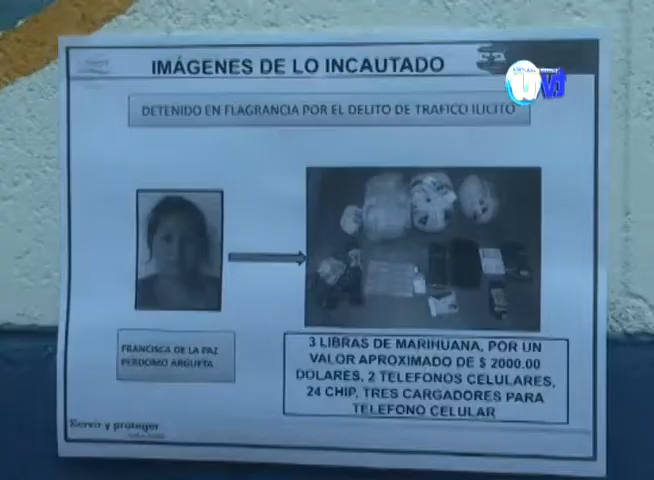 IMÁGENES DE LO INCAUTADO
DETENIDO EN FLAGRANCIA POR EL DELITO DE TRAFICO ILICITO
FRANCISCA DE LA PAZ
PERDOMO ARGUETA
3 LIBRAS DE MARIHUANA, POR UN
VALOR APROXIMADO DE $ 2000.00
DOLARES, 2 TELEFONOS CELULARES,
24 CHIP, TRES CARGADORES PARA
TELEFONO CELULAR
Servir y proteger